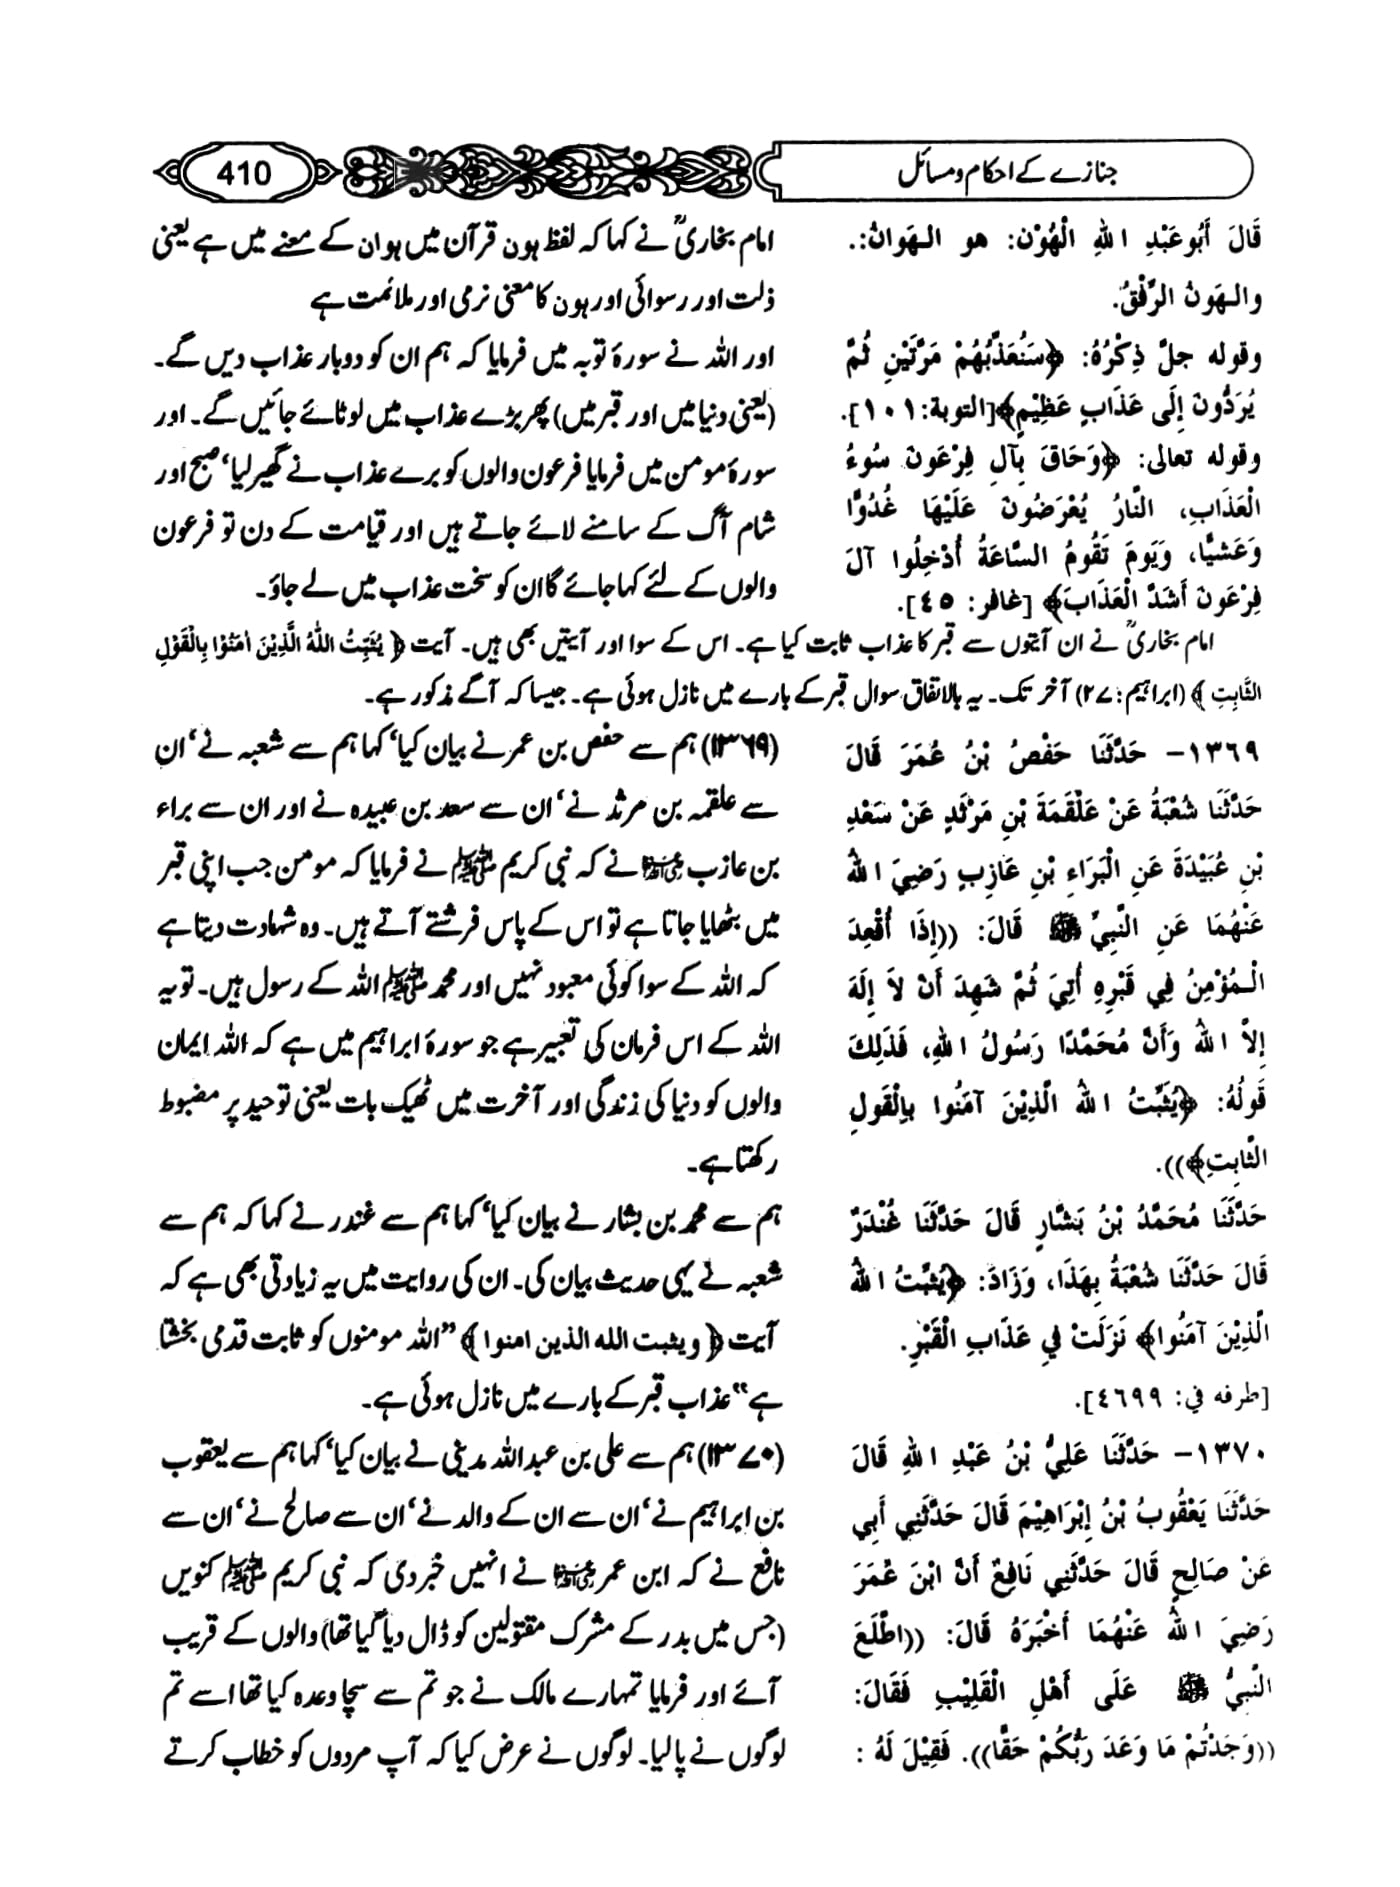 جنازے کے احکام و مسائل
410
قَالَ أَبُوعَبْدِ اللهِ الْهُوْنِ: هو الهَوانُ:.
والهَونُ الرِّفْقُ.
وقوله جلَّ ذِكْرُهُ: ﴿سَنُعَذِّبُهُمْ مَرَّتَيْنِ ثُمَّ
يُرَدُّونَ إِلَى عَذَابٍ عَظِيْمٍ﴾[التوبة:١٠١].
وقوله تعالى: ﴿وَحَاقَ بِآلِ فِرْعَونَ سُوءُ
الْعَذَابِ، النَّارُ يُعْرَضُونَ عَلَيْهَا غُدُوًّا
وَعَشيًّا، وَيَومَ تَقُومُ السَّاعَةُ أَدْخِلُوا آلَ
فِرْعَونَ أَشَدَّ الْعَذَابَ﴾ [غافر: ٤٥].
امام بخاریؒ نے کہا کہ لفظ ہون قرآن میں ہوان کے معنے میں ہے یعنی
ذلت اور رسوائی اور ہون کا معنی نرمی اور ملائمت ہے
اور اللہ نے سورۂ توبہ میں فرمایا کہ ہم ان کو دوبار عذاب دیں گے۔
(یعنی دنیا میں اور قبر میں) پھر بڑے عذاب میں لوٹائے جائیں گے۔ اور
سورۂ مومن میں فرمایا فرعون والوں کو برے عذاب نے گھیر لیا‘ صبح اور
شام آگ کے سامنے لائے جاتے ہیں اور قیامت کے دن تو فرعون
والوں کے لئے کہا جائے گا ان کو سخت عذاب میں لے جاؤ۔
امام بخاریؒ نے ان آیتوں سے قبر کا عذاب ثابت کیا ہے۔ اس کے سوا اور آیتیں بھی ہیں۔ آیت ﴿ يُثَبِّتُ اللهُ الَّذِيْنَ اٰمَنُوْا بِالْقَوْلِ
الثَّابِتِ ﴾ (ابراہیم:۲۷) آخر تک۔ یہ بالاتفاق سوال قبر کے بارے میں نازل ہوئی ہے۔ جیسا کہ آگے مذکور ہے۔
١٣٦٩- حَدَّثَنَا حَفْصُ بْنُ عُمَرَ قَالَ
حَدَّثَنَا شُعْبَةُ عَنْ عَلْقَمَةَ بْنِ مَرْثَدٍ عَنْ سَعْدِ
بْنِ عُبَيْدَةَ عَنِ الْبَرَاءِ بْنِ عَازِبٍ رَضِيَ اللهُ
عَنْهُمَا عَنِ النَّبِيِّ ﷺ قَالَ: ((إِذَا أُقْعِدَ
الْمُؤْمِنُ فِي قَبْرِهِ أُتِيَ ثُمَّ شَهِدَ أَنْ لاَ إِلَهَ
إِلاَّ اللهُ وَأَنَّ مُحَمَّدًا رَسُولُ اللهِ، فَذَلِكَ
قَولُهُ: ﴿يُثَبِّتُ اللهُ الَّذِيْنَ آمَنُوا بِالْقَولِ
الثَّابِتِ﴾)).
حَدَّثَنَا مُحَمَّدُ بْنُ بَشَّارٍ قَالَ حَدَّثَنَا غُنْدَرٌ
قَالَ حَدَّثَنَا شُعْبَةُ بِهَذَا، وَزَادَ: ﴿يُثَبِّتُ اللهُ
الَّذِيْنَ آمَنُوا﴾ نَزَلَتْ فِي عَذَابِ الْقَبْرِ.
[طرفه في: ٤٦٩٩].
(۱۳۶۹) ہم سے حفص بن عمر نے بیان کیا‘ کہا ہم سے شعبہ نے‘ ان
سے علقمہ بن مرثد نے‘ ان سے سعد بن عبیدہ نے اور ان سے براء
بن عازب رضی اللہ عنہما نے کہ نبی کریم ﷺ نے فرمایا کہ مومن جب اپنی قبر
میں بٹھایا جاتا ہے تو اس کے پاس فرشتے آتے ہیں۔ وہ شہادت دیتا ہے
کہ اللہ کے سوا کوئی معبود نہیں اور محمد ﷺ اللہ کے رسول ہیں۔ تو یہ
اللہ کے اس فرمان کی تعبیر ہے جو سورۂ ابراہیم میں ہے کہ اللہ ایمان
والوں کو دنیا کی زندگی اور آخرت میں ٹھیک بات یعنی توحید پر مضبوط
رکھتا ہے۔
ہم سے محمد بن بشار نے بیان کیا‘ کہا ہم سے غندر نے کہا کہ ہم سے
شعبہ نے یہی حدیث بیان کی۔ ان کی روایت میں یہ زیادتی بھی ہے کہ
آیت ﴿ ویثبت اللہ الذین امنوا ﴾ ”اللہ مومنوں کو ثابت قدمی بخشتا
ہے“ عذاب قبر کے بارے میں نازل ہوئی ہے۔
١٣٧٠- حَدَّثَنَا عَلِيُّ بْنُ عَبْدِ اللهِ قَالَ
حَدَّثَنَا يَعْقُوبُ بْنُ إِبْرَاهِيْمَ قَالَ حَدَّثَنِي أَبِي
عَنْ صَالِحٍ قَالَ حَدَّثَنِي نَافِعٌ أَنَّ ابْنَ عُمَرَ
رَضِيَ اللهُ عَنْهُمَا أَخْبَرَهُ قَالَ: ((اطَّلَعَ
النَّبِيُّ ﷺ عَلَى أَهْلِ الْقَلِيْبِ فَقَالَ:
((وَجَدْتُمْ مَا وَعَدَ رَبُّكُمْ حَقًّا)). فَقِيْلَ لَهُ :
(۱۳۷۰) ہم سے علی بن عبداللہ مدینی نے بیان کیا‘ کہا ہم سے یعقوب
بن ابراہیم نے‘ ان سے ان کے والد نے‘ ان سے صالح نے‘ ان سے
نافع نے کہ ابن عمر رضی اللہ عنہما نے انہیں خبر دی کہ نبی کریم ﷺ کنویں
(جس میں بدر کے مشرک مقتولین کو ڈال دیا گیا تھا) والوں کے قریب
آئے اور فرمایا تمہارے مالک نے جو تم سے سچا وعدہ کیا تھا اسے تم
لوگوں نے پا لیا۔ لوگوں نے عرض کیا کہ آپ مردوں کو خطاب کرتے